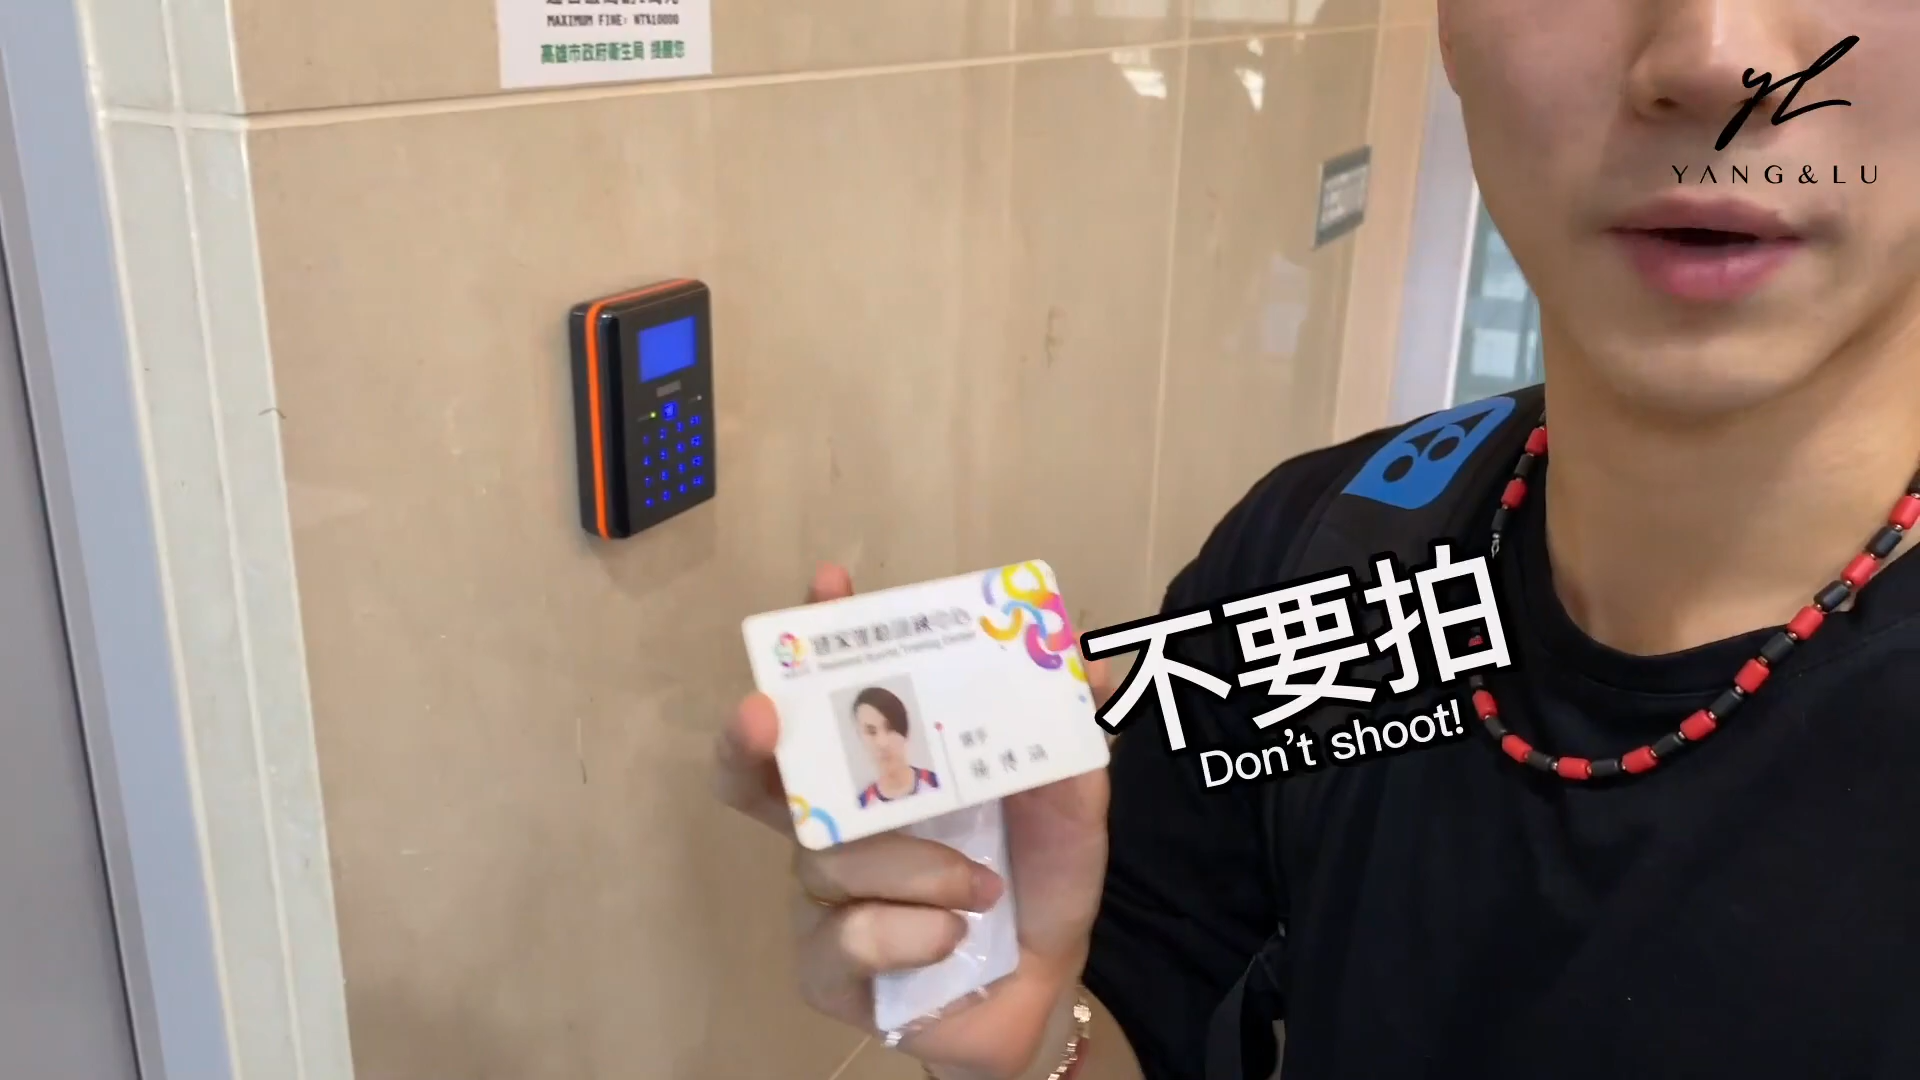 MAXIMUM FINE: NT$10000
高雄市政府衛生局 提醒您
YL
YANG&LU
國家運動訓練中心
National Sports Training Center
選手
不要拍
Don't shoot!